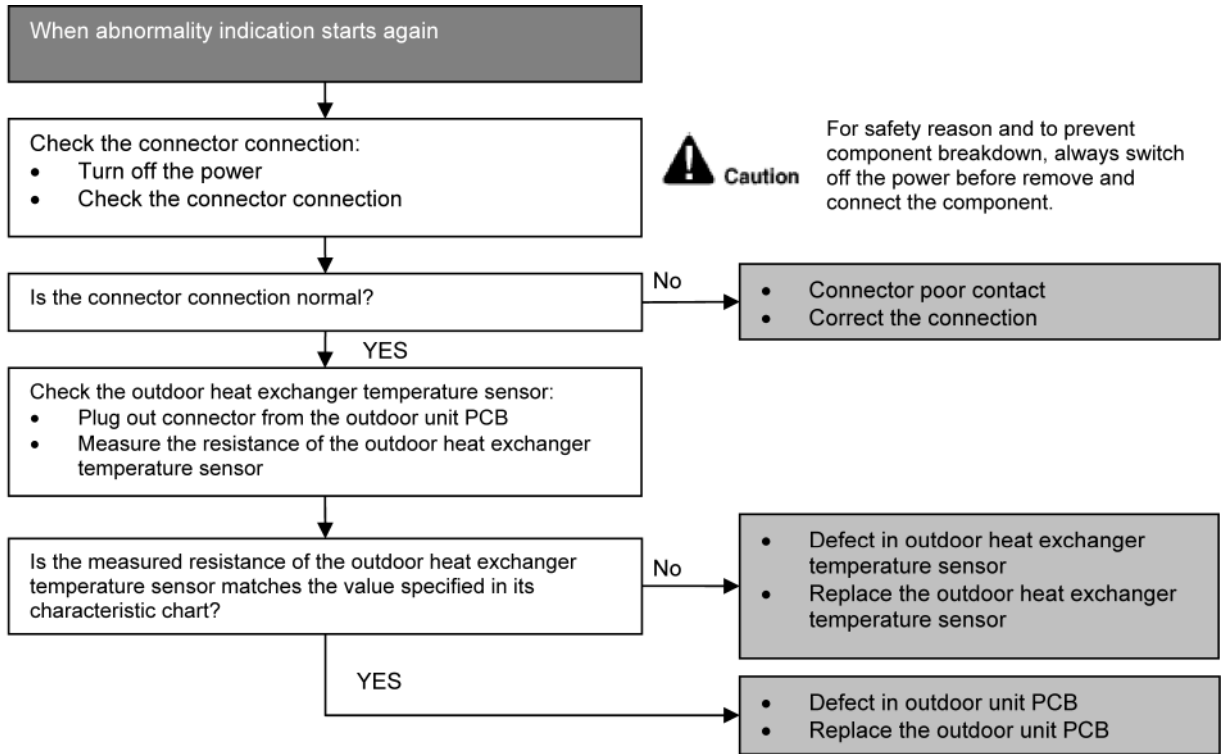 When abnormality indication starts again
Check the connector connection:
• Turn off the power
• Check the connector connection
Caution
For safety reason and to prevent
component breakdown, always switch
off the power before remove and
connect the component.
Is the connector connection normal?
No
• Connector poor contact
• Correct the connection
YES
Check the outdoor heat exchanger temperature sensor:
• Plug out connector from the outdoor unit PCB
• Measure the resistance of the outdoor heat exchanger
temperature sensor
Is the measured resistance of the outdoor heat exchanger
temperature sensor matches the value specified in its
characteristic chart?
No
• Defect in outdoor heat exchanger
temperature sensor
• Replace the outdoor heat exchanger
temperature sensor
YES
• Defect in outdoor unit PCB
• Replace the outdoor unit PCB